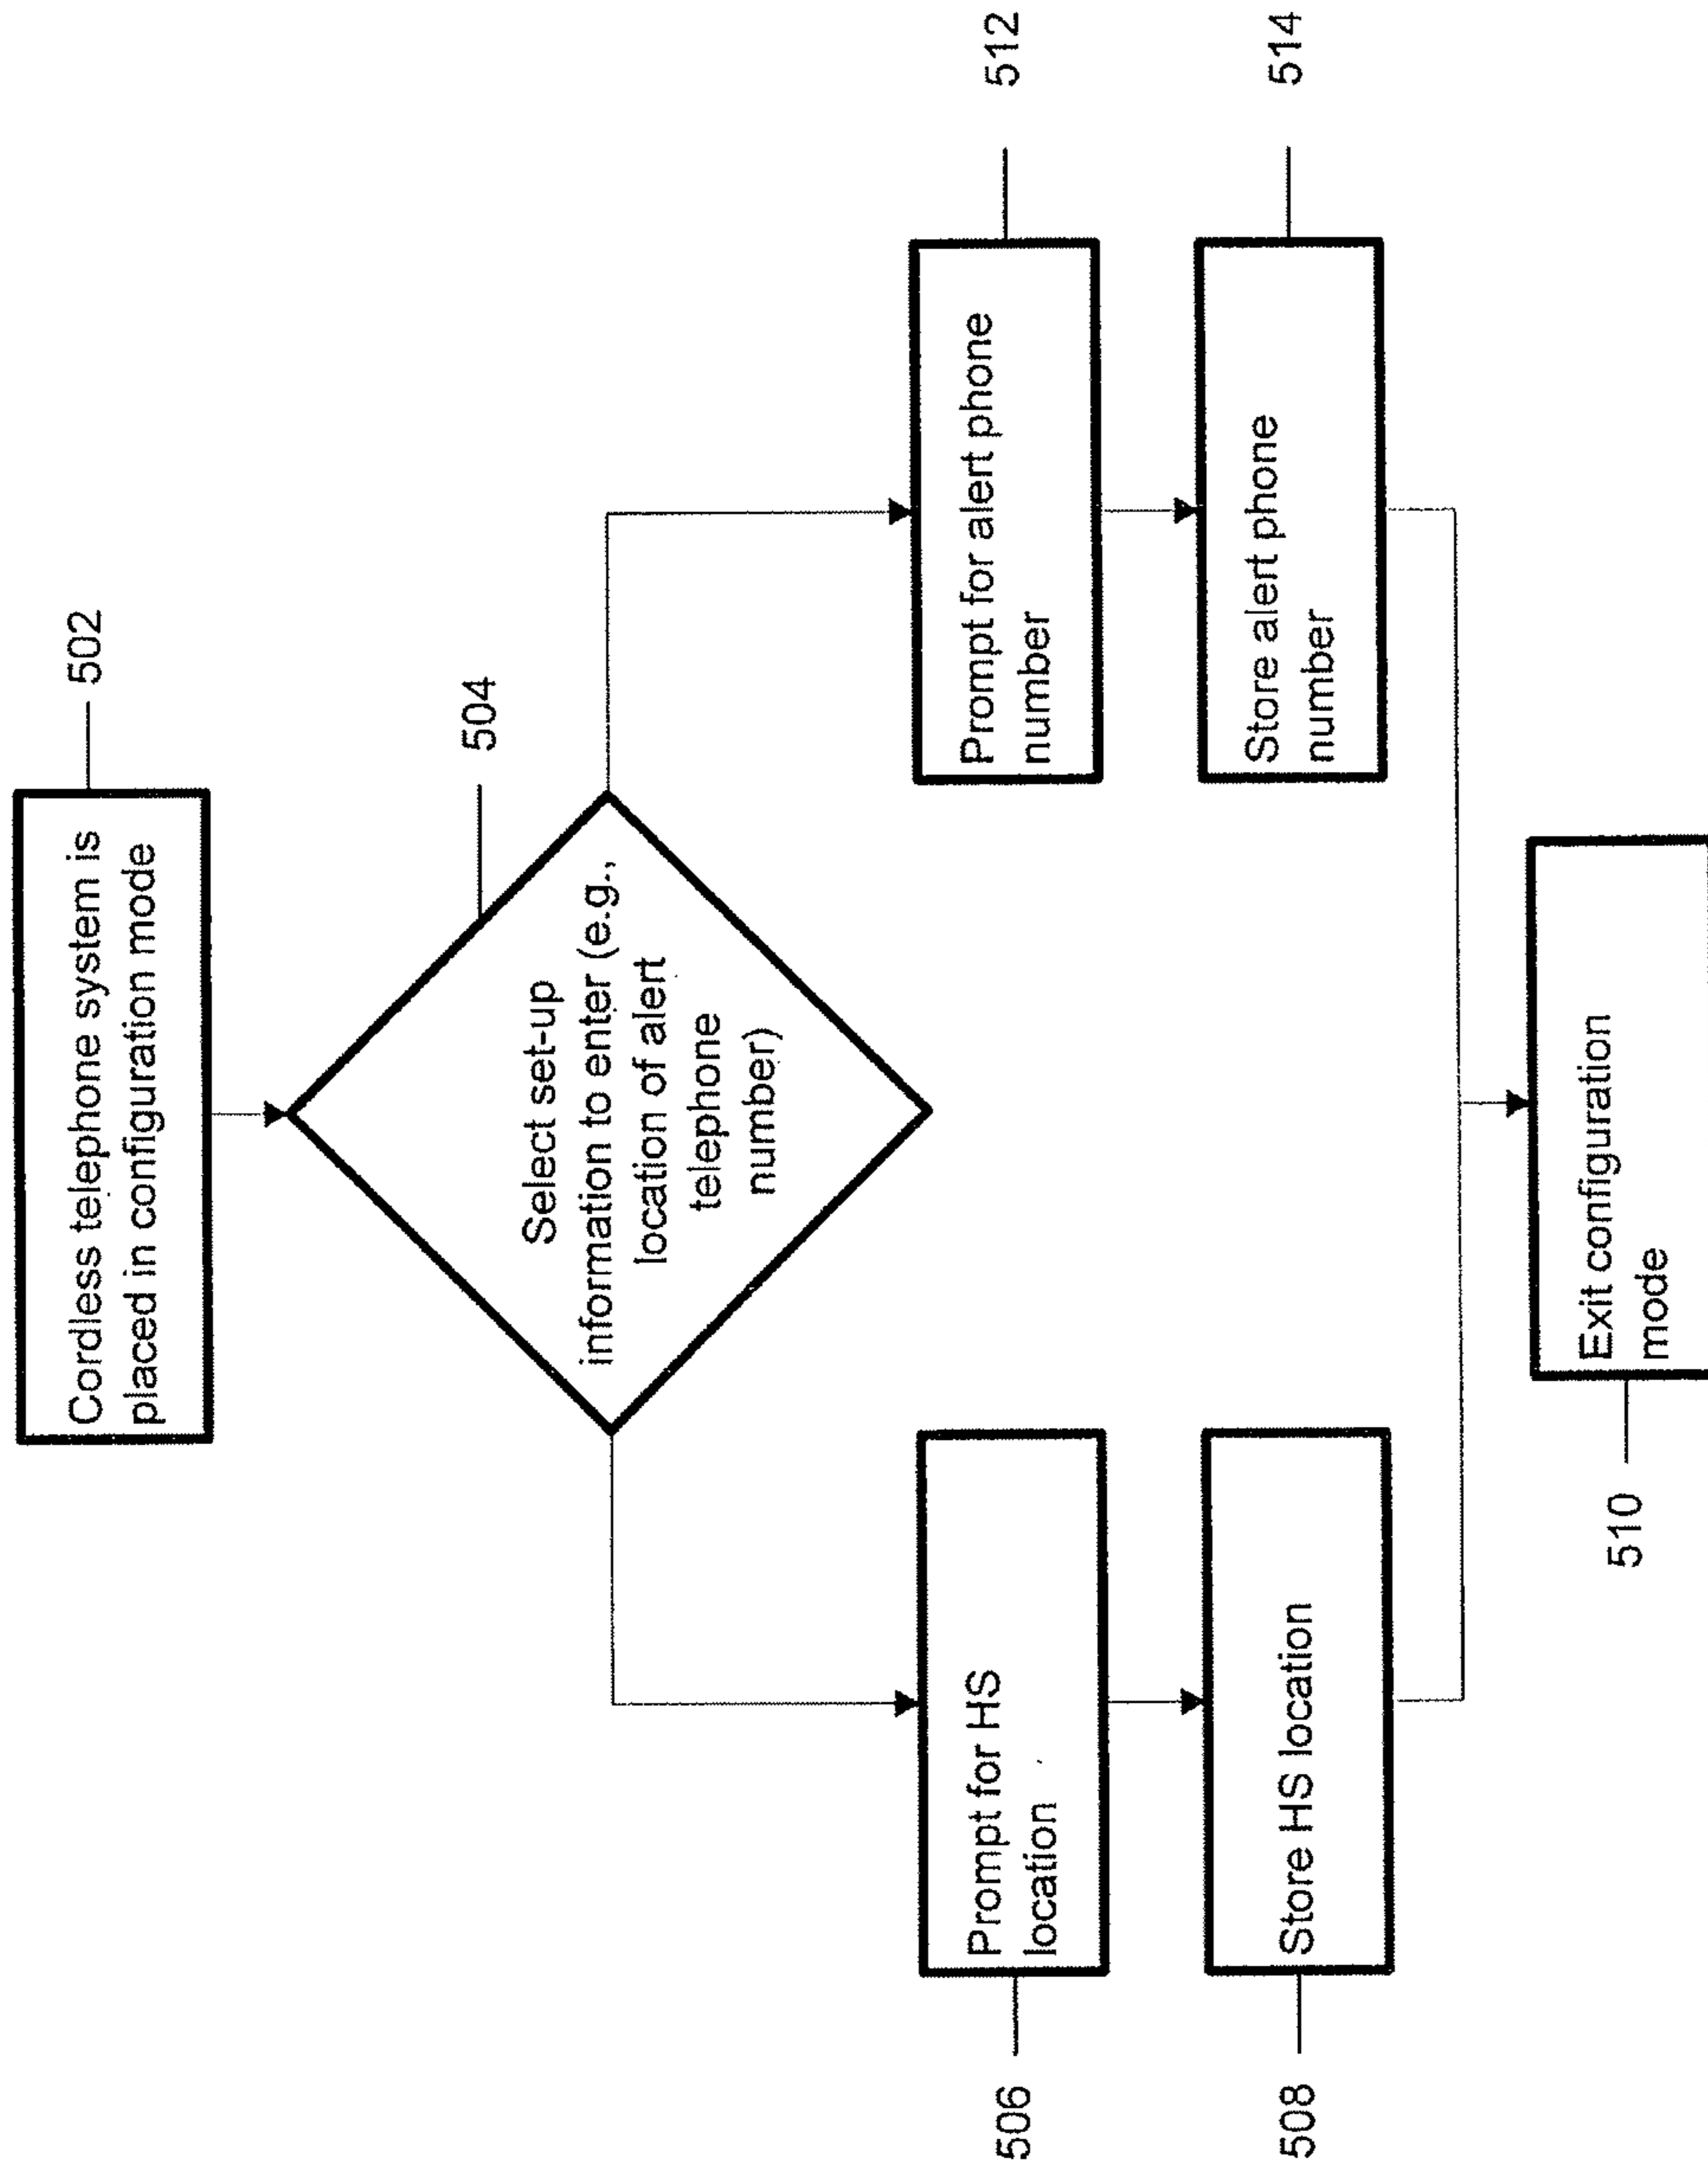 Cordless telephone system is
placed in configuration mode
502
504
Select set-up
information to enter (e.g.,
location of alert
telephone
number)
506
Prompt for HS
location
Prompt for alert phone
number
512
508
Store HS location
Store alert phone
number
514
510
Exit configuration
mode